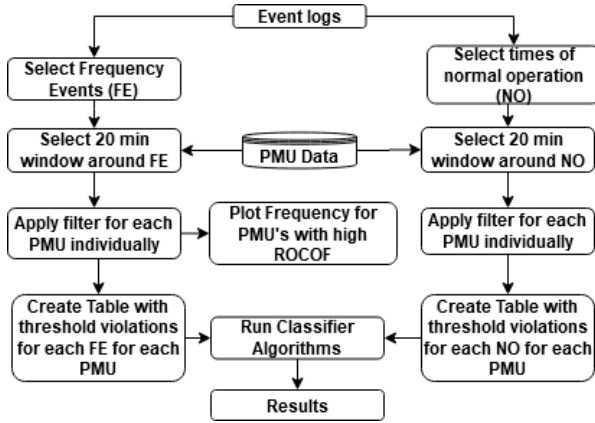 Event logs
Select Frequency
Events (FE)
Select times of
normal operation
(NO)
Select 20 min
window around FE
PMU Data
Select 20 min
window around NO
Apply filter for each
PMU individually
Plot Frequency for
PMU's with high
ROCOF
Apply filter for each
PMU individually
Create Table with
threshold violations
for each FE for each
PMU
Run Classifier
Algorithms
Create Table with
threshold violations
for each NO for each
PMU
Results